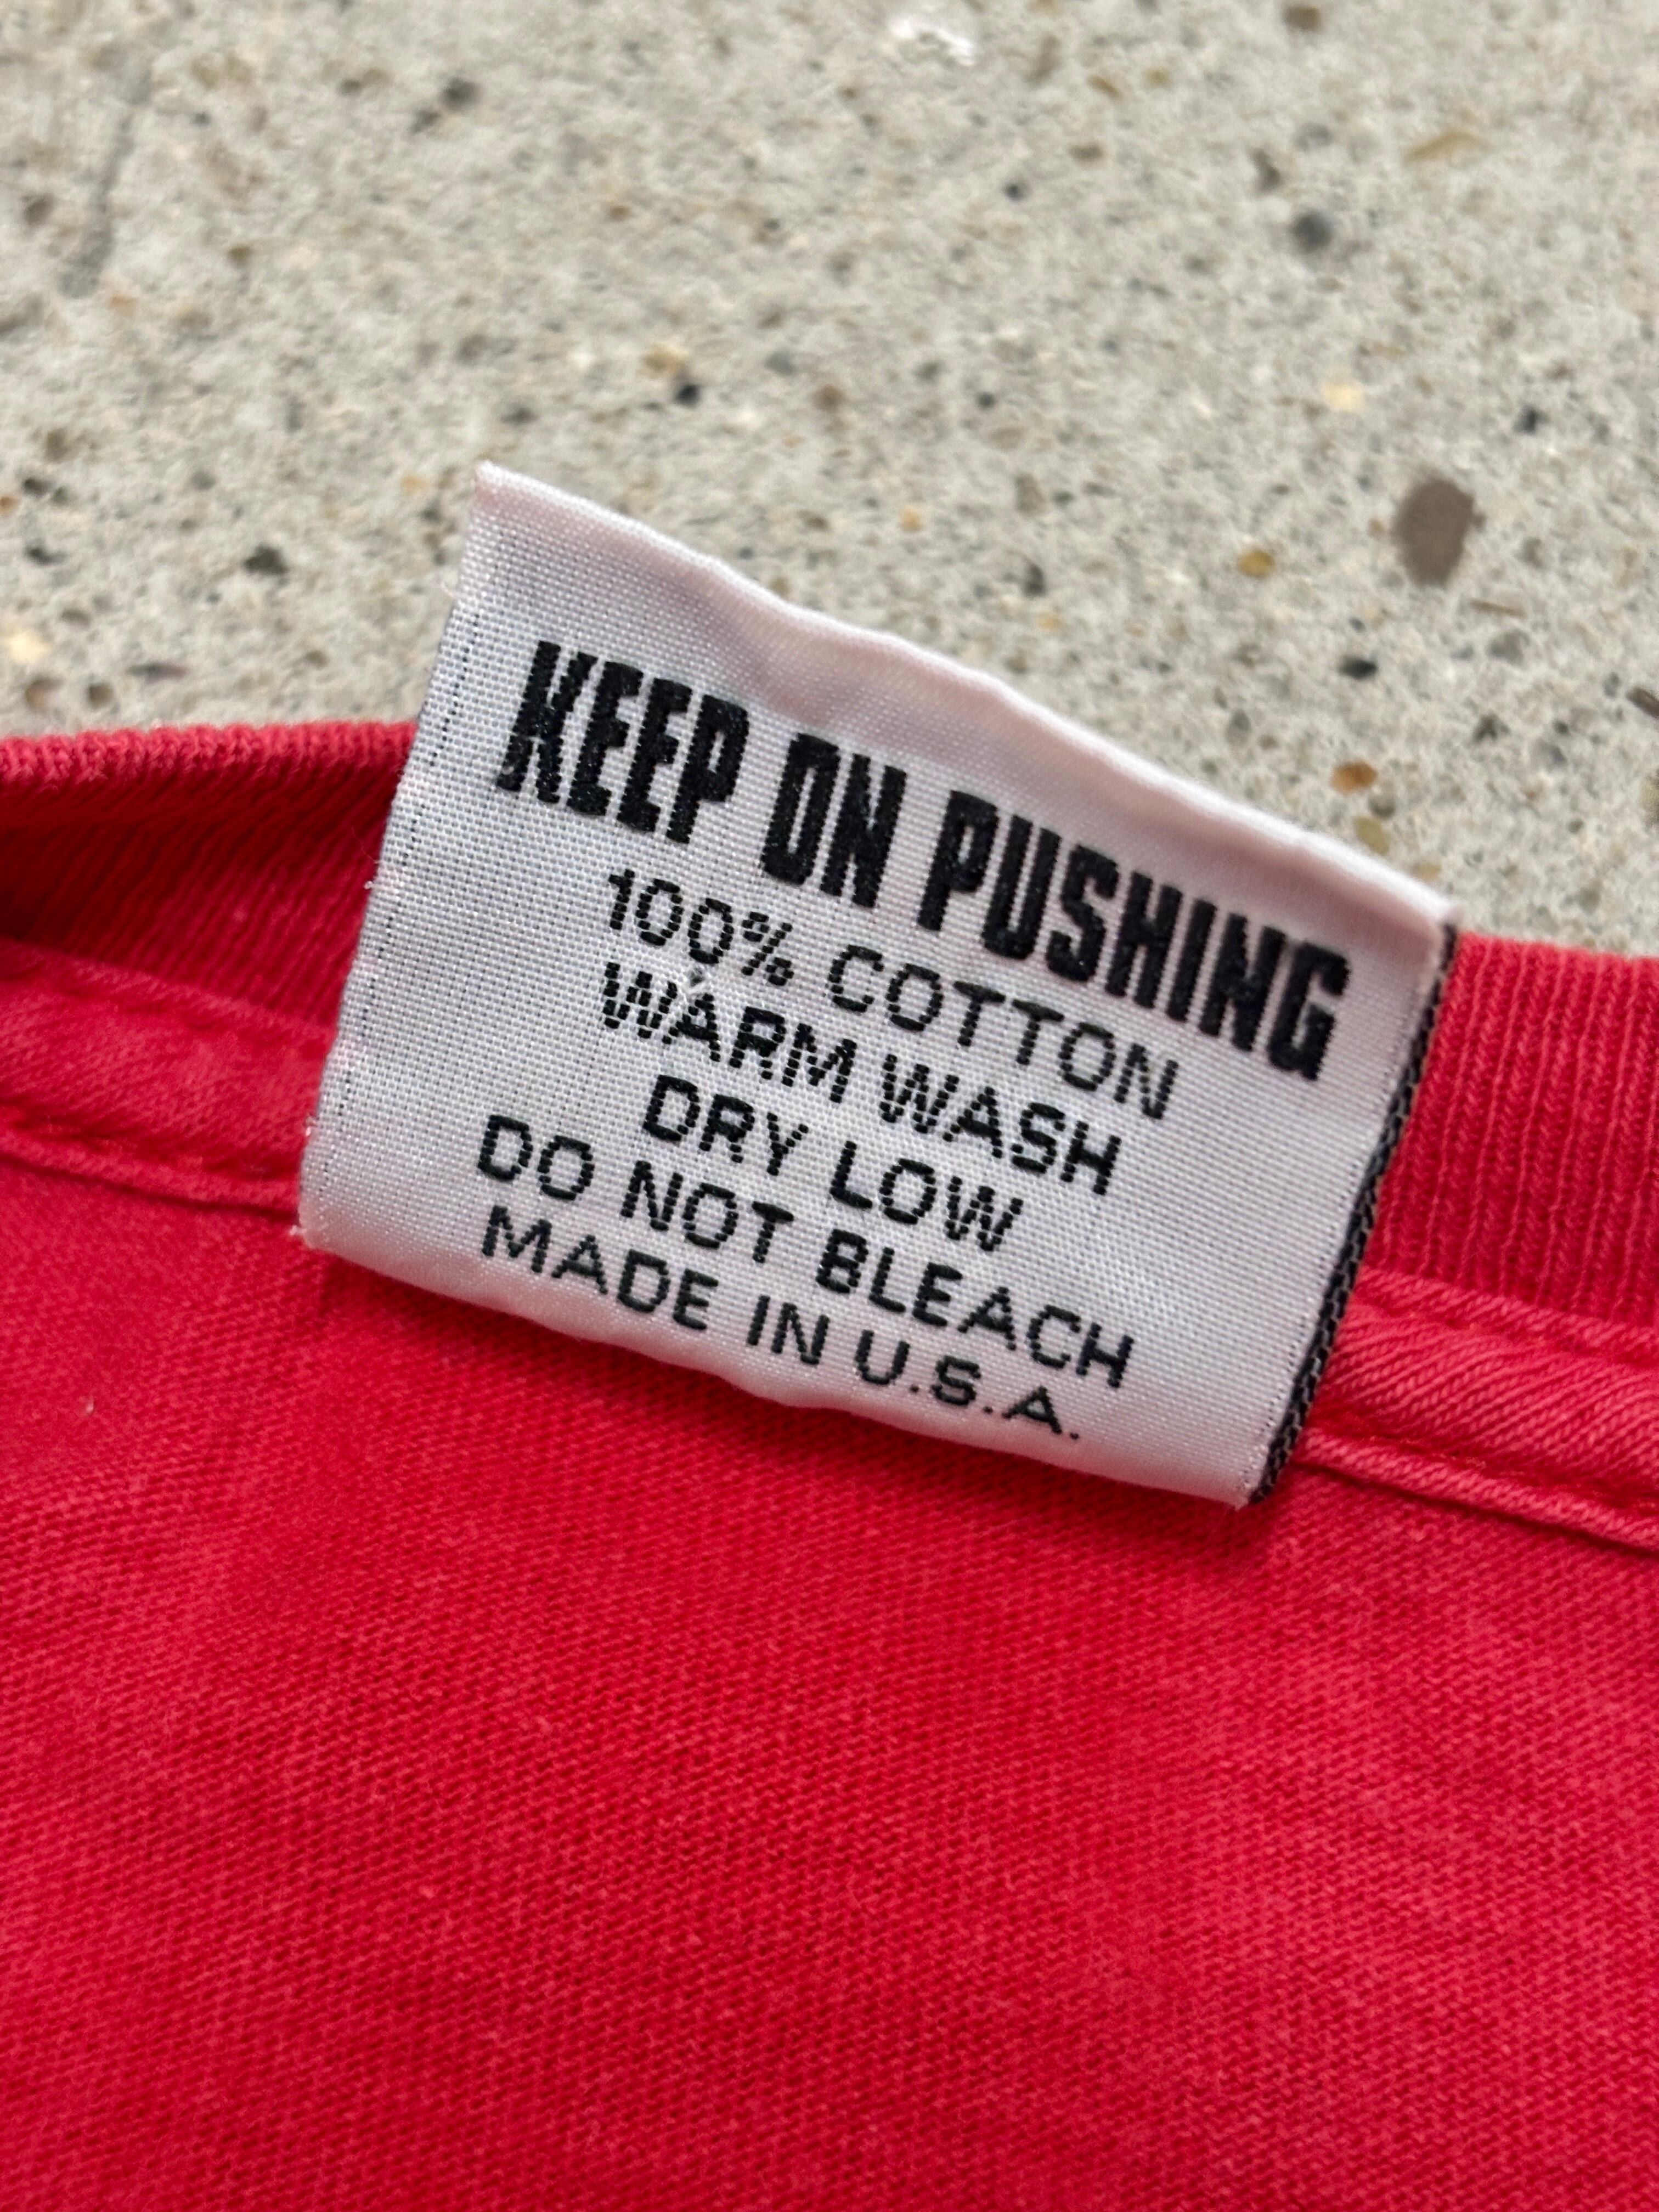 KEEP ON PUSHING
100% COTTON
WARM WASH
DRY LOW
DO NOT BLEACH
MADE IN U.S.A.